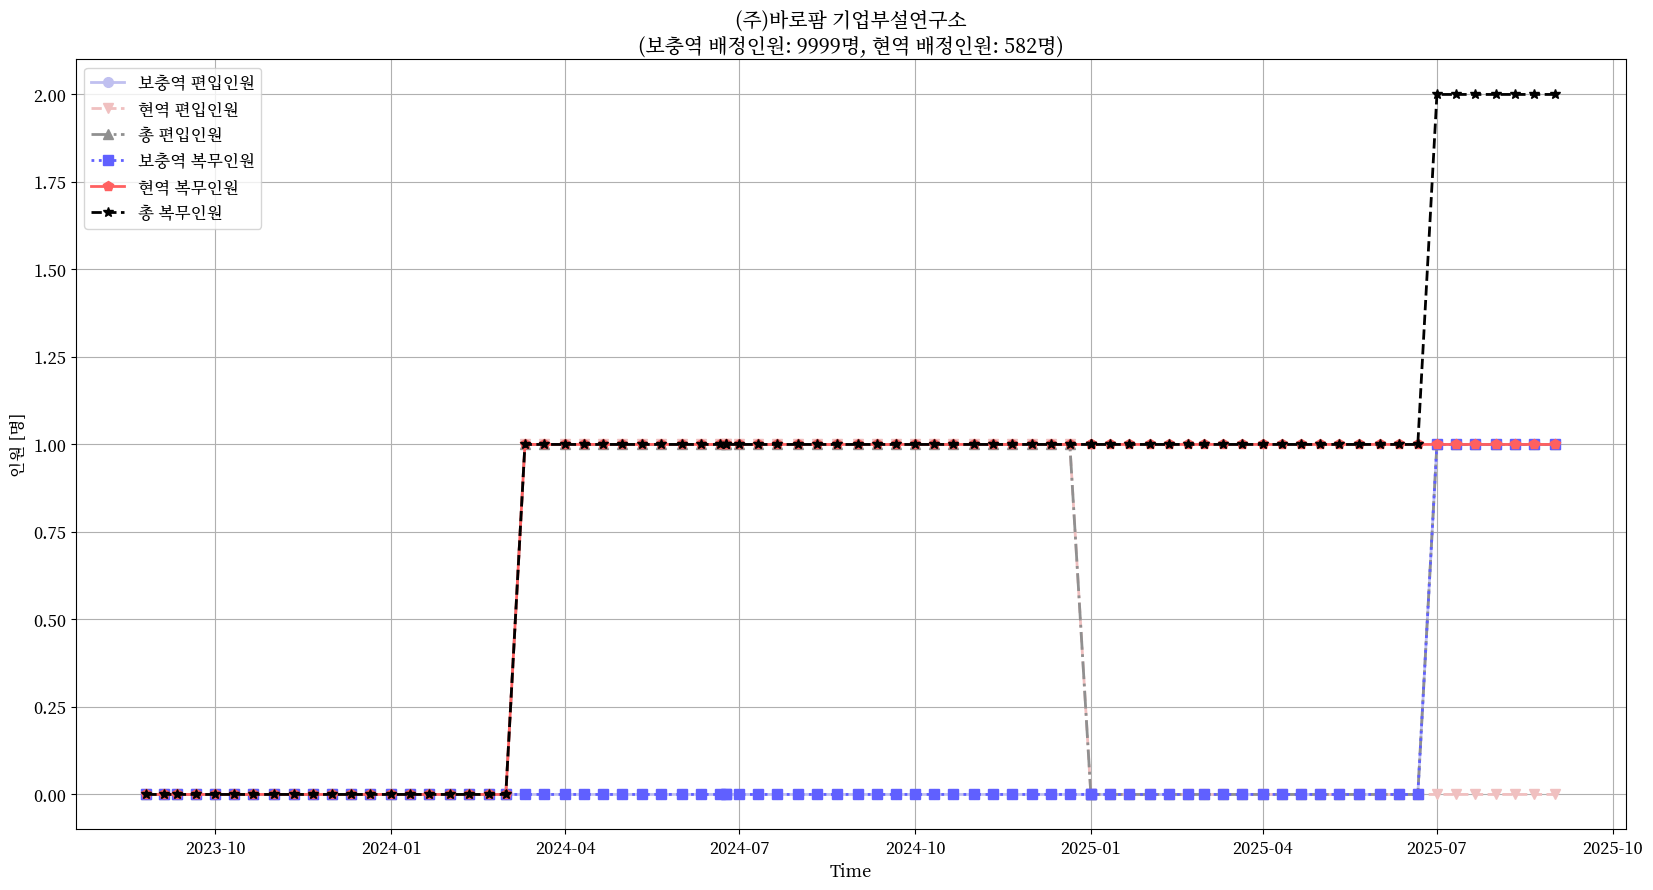 (주)바로팜 기업부설연구소
(보충역 배정인원: 9999명, 현역 배정인원: 582명)
보충역 편입인원
현역 편입인원
총 편입인원
보충역 복무인원
현역 복무인원
총 복무인원
2.00
1.75
1.50
1.25
1.00
0.75
0.50
0.25
0.00
인원 [명]
2023-10
2024-01
2024-04
2024-07
2024-10
2025-01
2025-04
2025-07
2025-10
Time